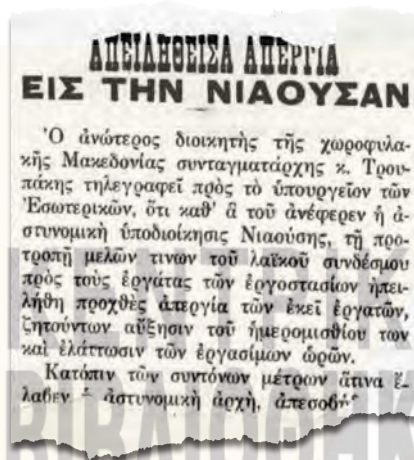 ΑΠΕΙΛΗΘΕΙΣΑ ΑΠΕΡΓΙΑ
ΕΙΣ ΤΗΝ ΝΙΑΟΥΣΑΝ
Ὁ ἀνώτερος διοικητὴς τῆς χωροφυλα-
κῆς Μακεδονίας συνταγματάρχης κ. Τρου-
πάκης τηλεγραφεῖ πρὸς τὸ ὑπουργεῖον τῶν
Ἐσωτερικῶν, ὅτι καθ' ἃ τοῦ ἀνέφερεν ἡ ἀ-
στυνομικὴ ὑποδιοίκησις Νιαούσης, τῇ προ-
τροπῇ μελῶν τινων τοῦ λαϊκοῦ συνδέσμου
πρὸς τοὺς ἐργάτας τῶν ἐργοστασίων ἠπει-
λήθη προχθὲς ἀπεργία τῶν ἐκεῖ ἐργατῶν,
ζητούντων αὔξησιν τοῦ ἡμερομισθίου των
καὶ ἐλάττωσιν τῶν ἐργασίμων ὡρῶν.
Κατόπιν τῶν συντόνων μέτρων ἅτινα ἔ-
λαβεν ἡ ἀστυνομικὴ ἀρχή,